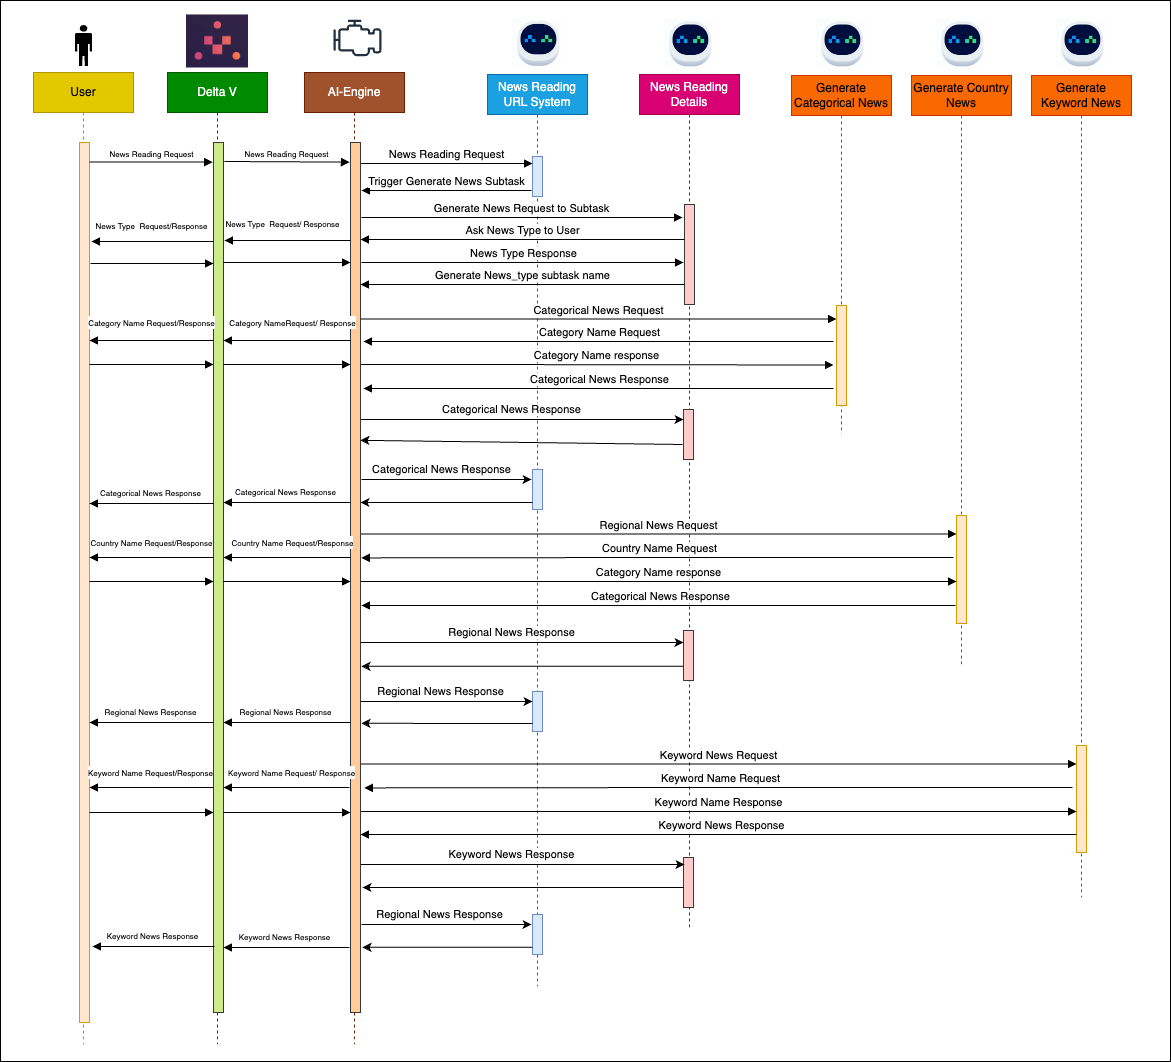 User
Delta V
AI-Engine
News Reading
URL System
News Reading
Details
Generate
Categorical News
Generate Country
News
Generate
Keyword News
News Reading Request
News Reading Request
News Reading Request
Trigger Generate News Subtask
Generate News Request to Subtask
News Type  Request/Response
News Type  Request/ Response
Ask News Type to User
News Type Response
Generate News_type subtask name
Categorical News Request
Category Name Request/Response
Category NameRequest/ Response
Category Name Request
Category Name response
Categorical News Response
Categorical News Response
Categorical News Response
Categorical News Response
Categorical News Response
Regional News Request
Country Name Request/Response
Country Name Request/Response
Country Name Request
Category Name response
Categorical News Response
Regional News Response
Regional News Response
Regional News Response
Regional News Response
Keyword News Request
Keyword Name Request/Response
Keyword Name Request/ Response
Keyword Name Request
Keyword Name Response
Keyword News Response
Keyword News Response
Regional News Response
Keyword News Response
Keyword News Response